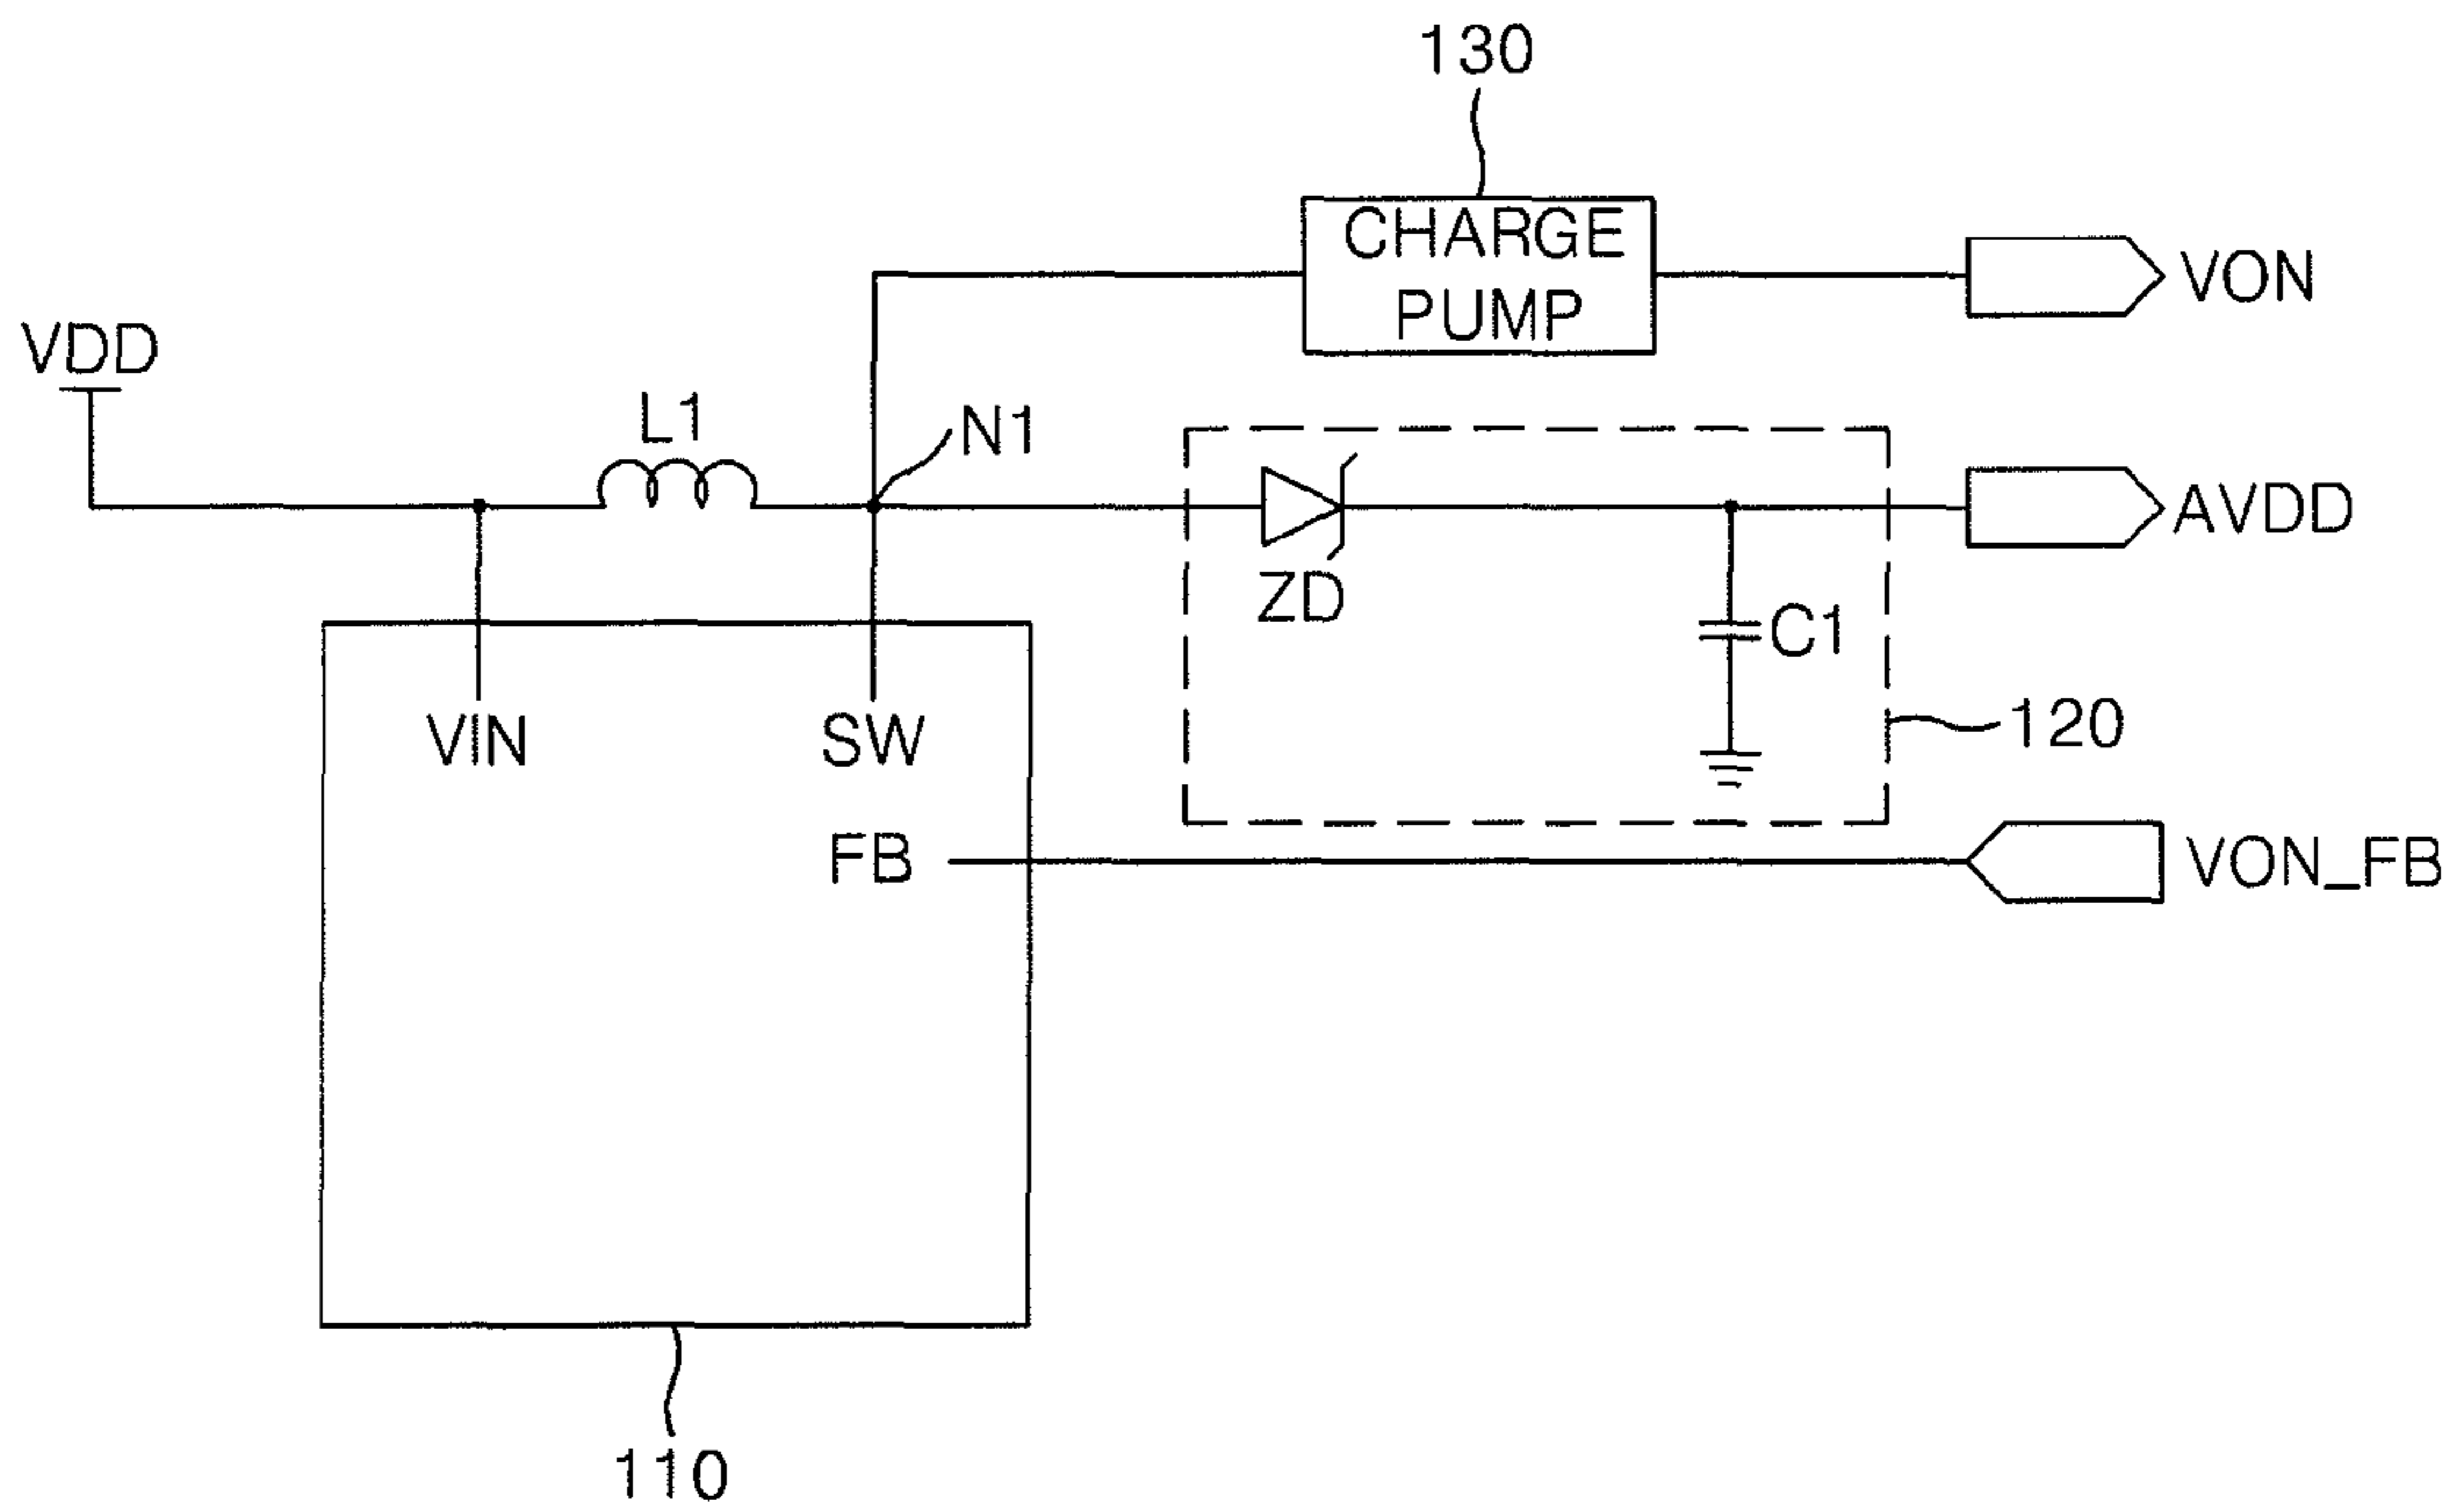 130
CHARGE
PUMP
VON
VDD
L1
N1
AVDD
ZD
C1
VIN
SW
120
FB
VON_FB
110